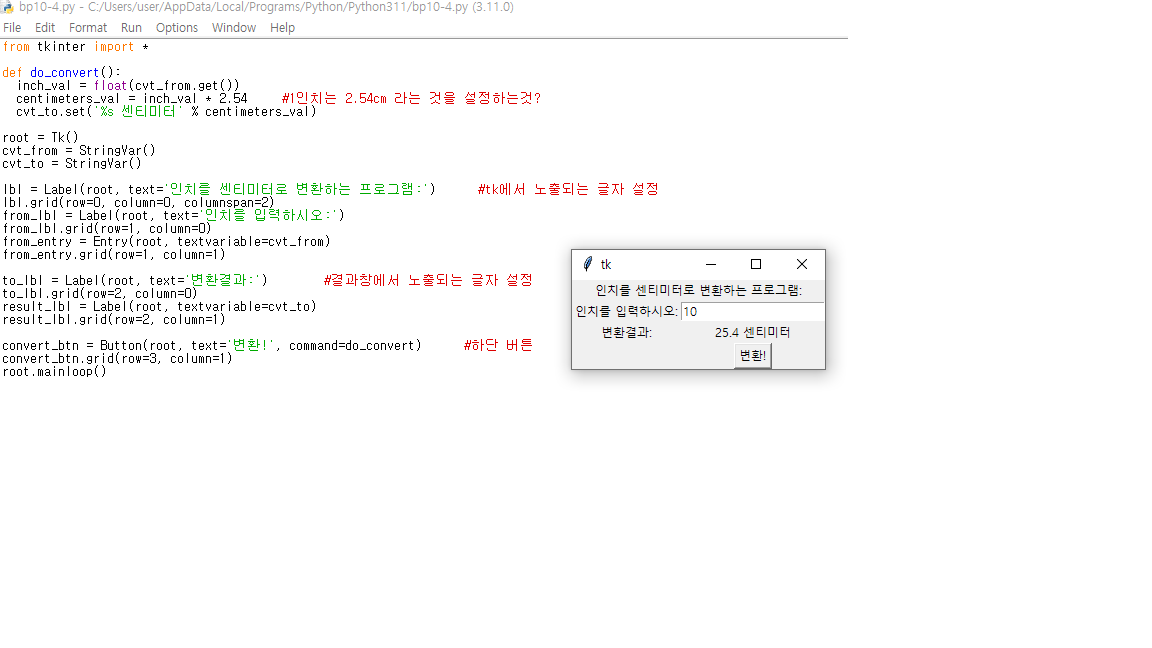 bp10-4.py - C:/Users/user/AppData/Local/Programs/Python/Python311/bp10-4.py (3.11.0)
File Edit Format Run Options Window Help
from tkinter import *
def do_convert():
  inch_val = float(cvt_from.get())
  centimeters_val = inch_val * 2.54     #1인치는 2.54cm 라는 것을 설정하는것?
  cvt_to.set('%s 센티미터' % centimeters_val)
root = Tk()
cvt_from = StringVar()
cvt_to = StringVar()
lbl = Label(root, text='인치를 센티미터로 변환하는 프로그램:')      #tk에서 노출되는 글자 설정
lbl.grid(row=0, column=0, columnspan=2)
from_lbl = Label(root, text='인치를 입력하시오:')
from_lbl.grid(row=1, column=0)
from_entry = Entry(root, textvariable=cvt_from)
from_entry.grid(row=1, column=1)
to_lbl = Label(root, text='변환결과:')        #결과창에서 노출되는 글자 설정
to_lbl.grid(row=2, column=0)
result_lbl = Label(root, textvariable=cvt_to)
result_lbl.grid(row=2, column=1)
convert_btn = Button(root, text='변환!', command=do_convert)      #하단 버튼
convert_btn.grid(row=3, column=1)
root.mainloop()
tk
인치를 센티미터로 변환하는 프로그램:
인치를 입력하시오: 10
변환결과: 25.4 센티미터
변환!